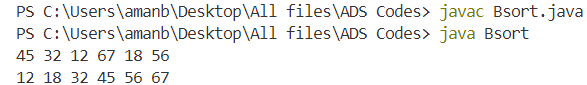 PS C:\Users\amanb\Desktop\All files\ADS Codes> javac Bsort.java
PS C:\Users\amanb\Desktop\All files\ADS Codes> java Bsort
45 32 12 67 18 56
12 18 32 45 56 67